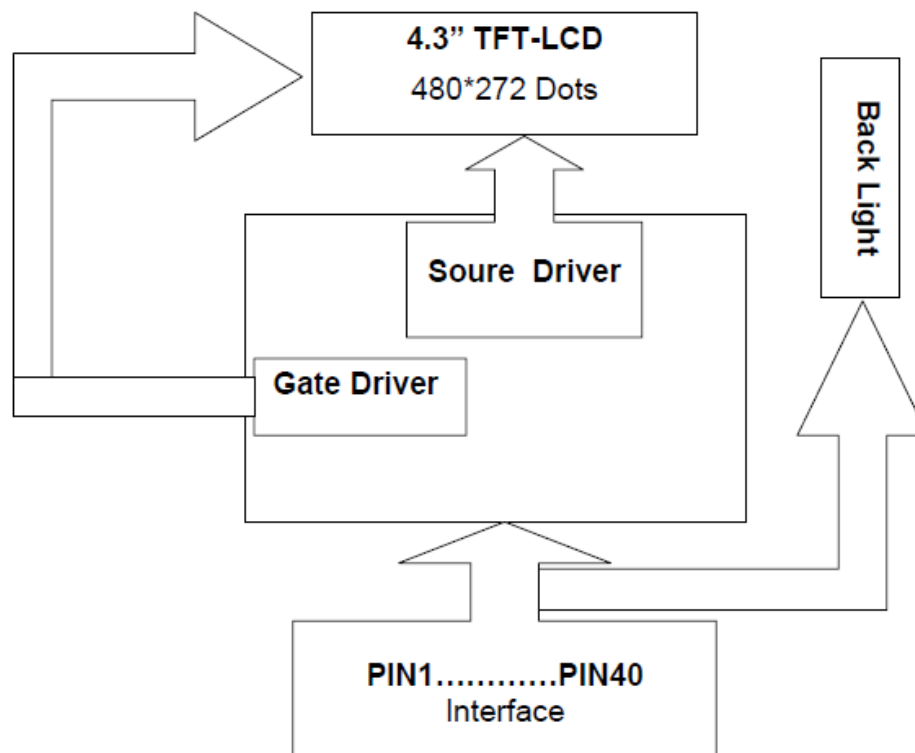 4.3” TFT-LCD
480*272 Dots
Back Light
Soure Driver
Gate Driver
PIN1…………PIN40
Interface